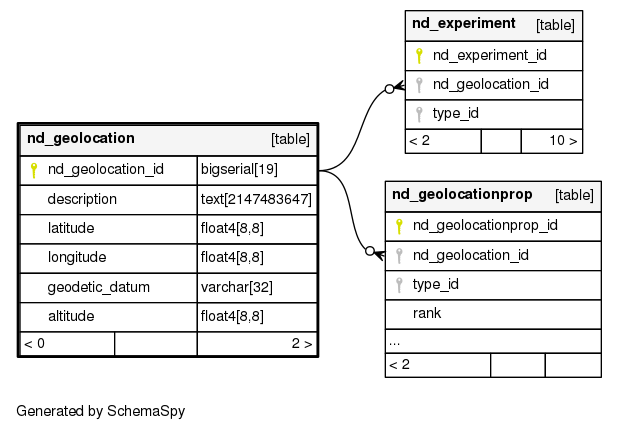 nd_experiment [table]
nd_experiment_id
nd_geolocation_id
type_id
< 2 10 >
nd_geolocation [table]
nd_geolocation_id bigserial[19]
description text[2147483647]
latitude float4[8,8]
longitude float4[8,8]
geodetic_datum varchar[32]
altitude float4[8,8]
< 0 2 >
nd_geolocationprop [table]
nd_geolocationprop_id
nd_geolocation_id
type_id
rank
...
< 2
Generated by SchemaSpy